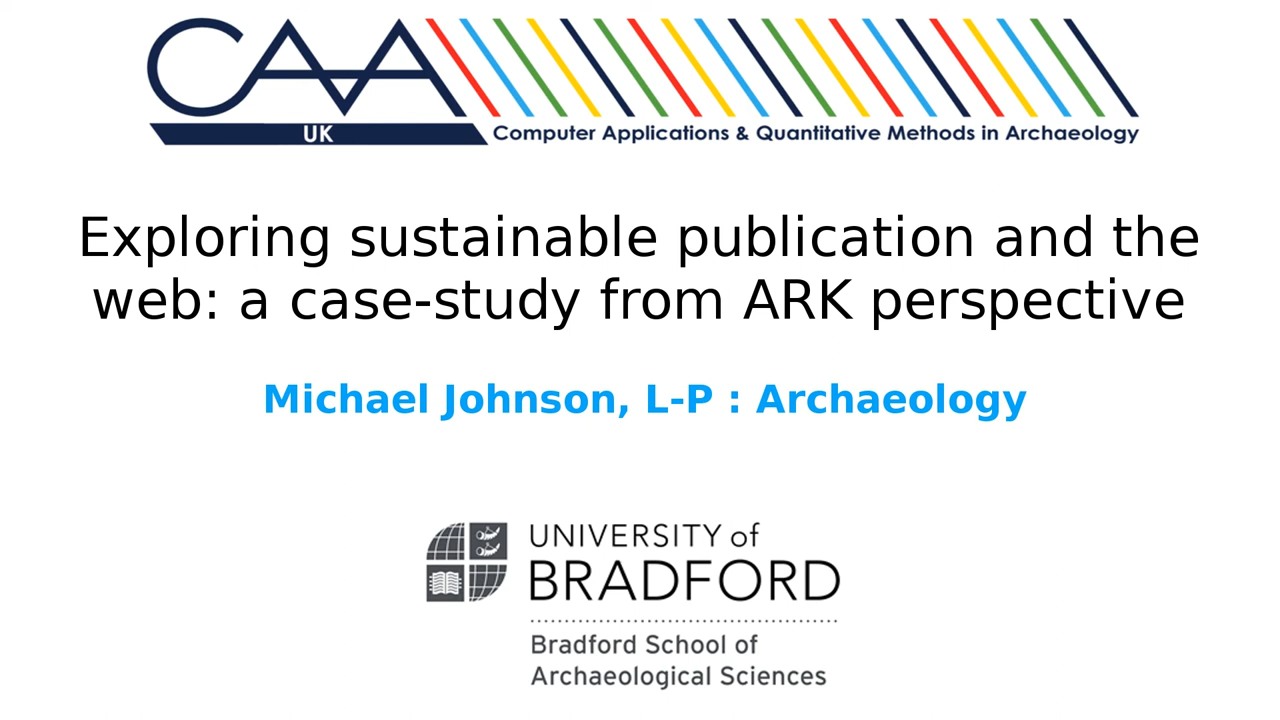 CAA
UK
Computer Applications & Quantitative Methods in Archaeology
Exploring sustainable publication and the
web: a case-study from ARK perspective
Michael Johnson, L-P : Archaeology
UNIVERSITY of
BRADFORD
Bradford School of
Archaeological Sciences